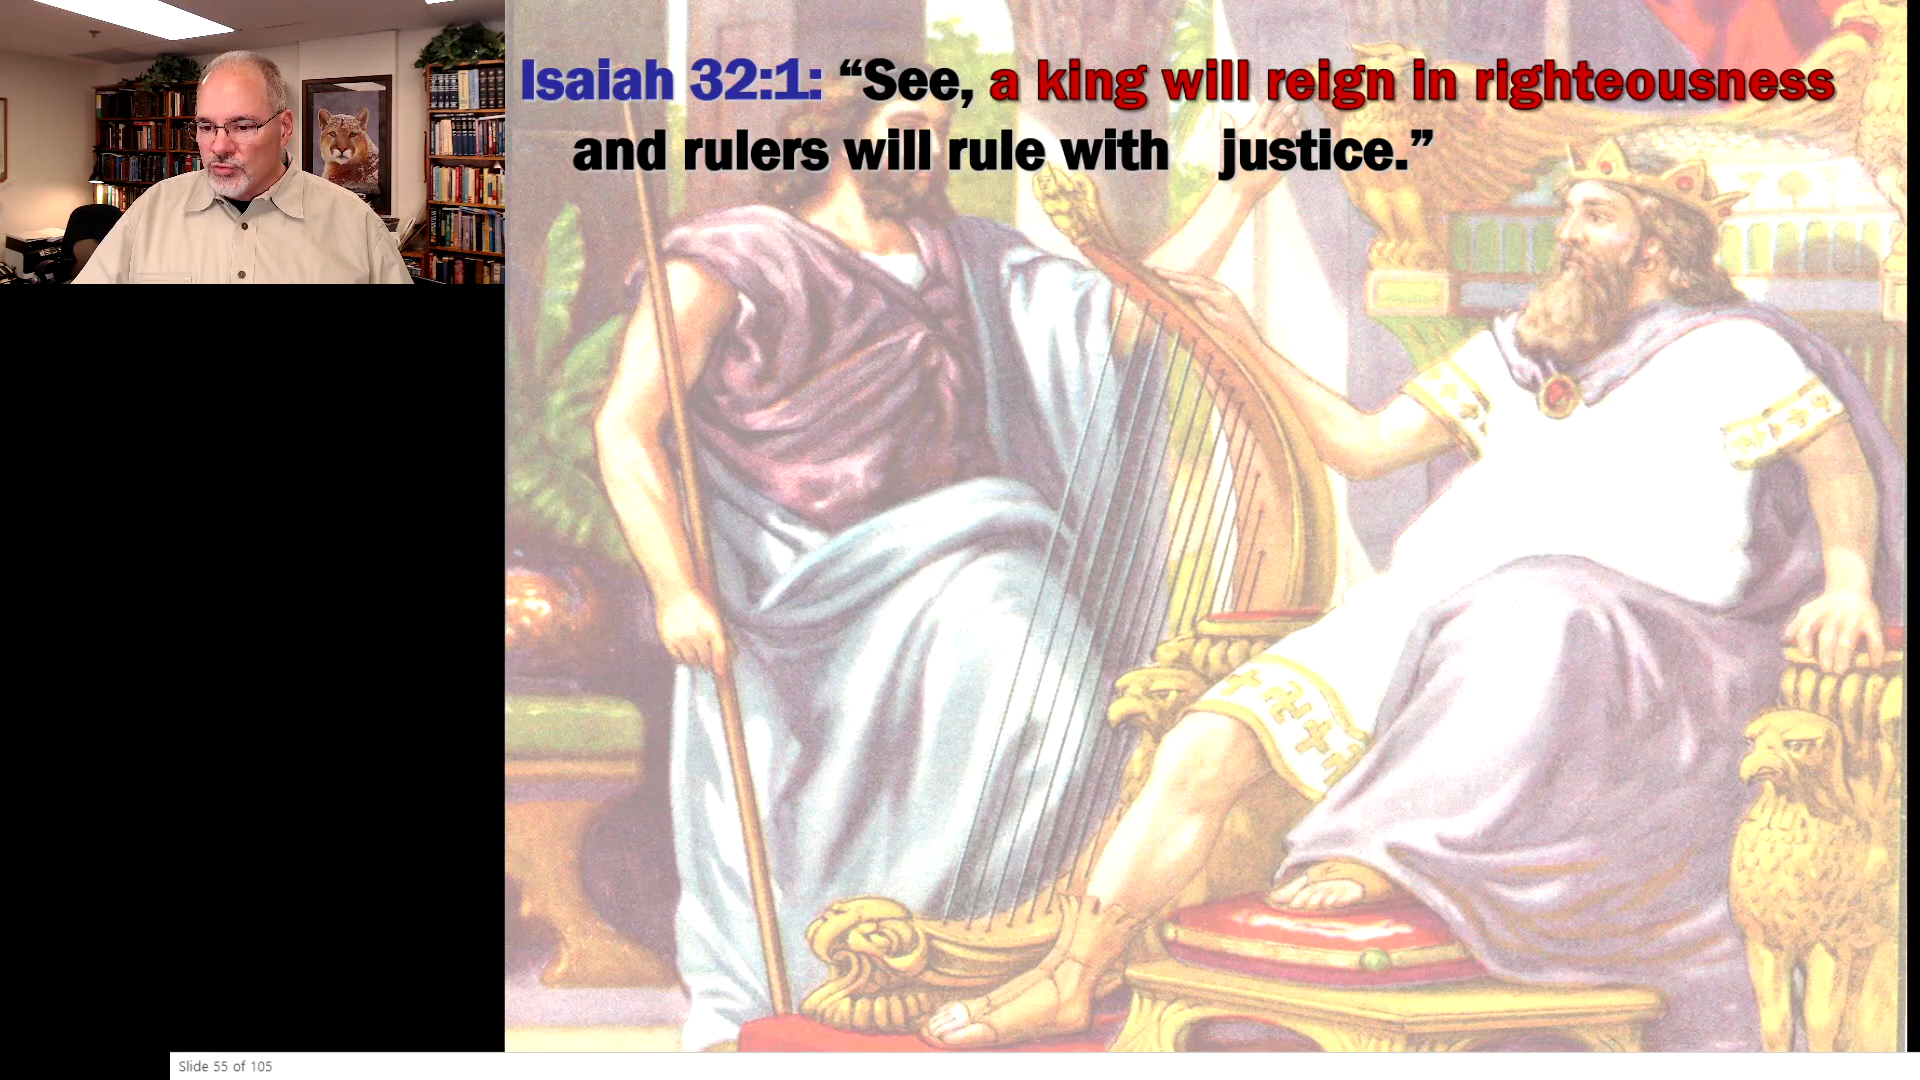 Isaiah 32:1: “See, a king will reign in righteousness
and rulers will rule with justice.”
Slide 55 of 105